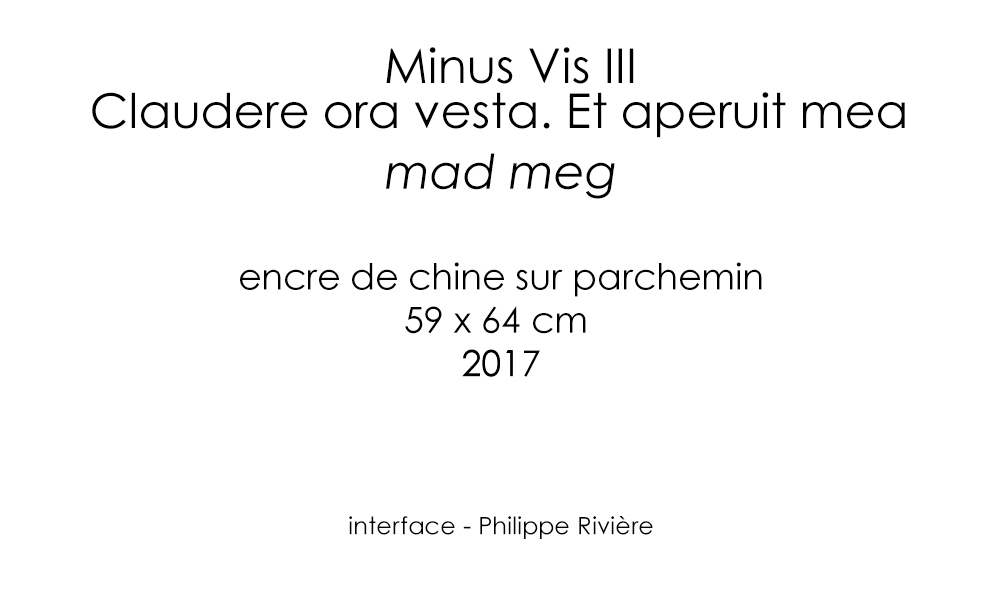 Minus Vis III
Claudere ora vesta. Et aperuit mea
mad meg
encre de chine sur parchemin
59 x 64 cm
2017
interface - Philippe Rivière